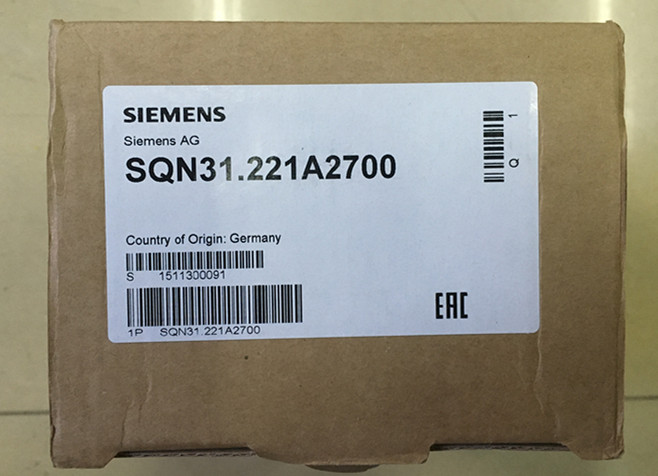 SIEMENS
Siemens AG
SQN31.221A2700
Q 1
Country of Origin: Germany
S 1511300091
1P SQN31.221A2700
EAC